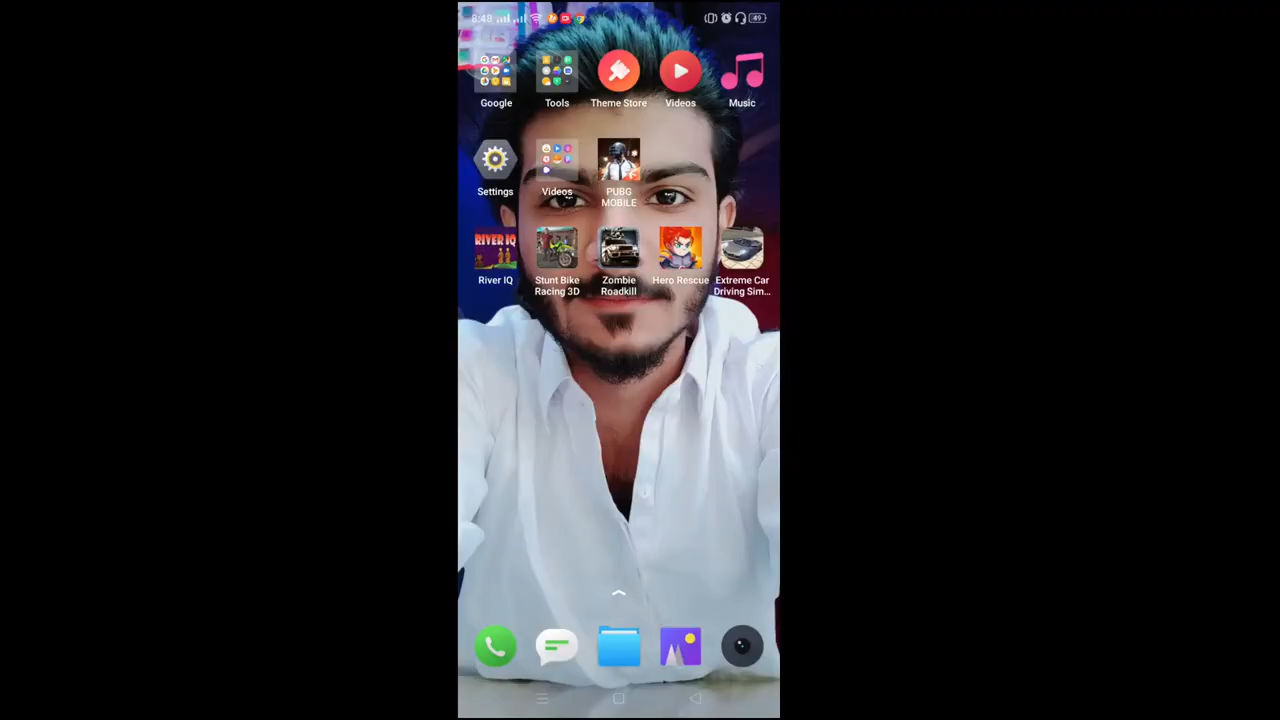 8:48
49
Google Tools Theme Store Videos Music
Settings Videos PUBG MOBILE
RIVER IQ
River IQ Stunt Bike Racing 3D Zombie Roadkill Hero Rescue Extreme Car Driving Sim...